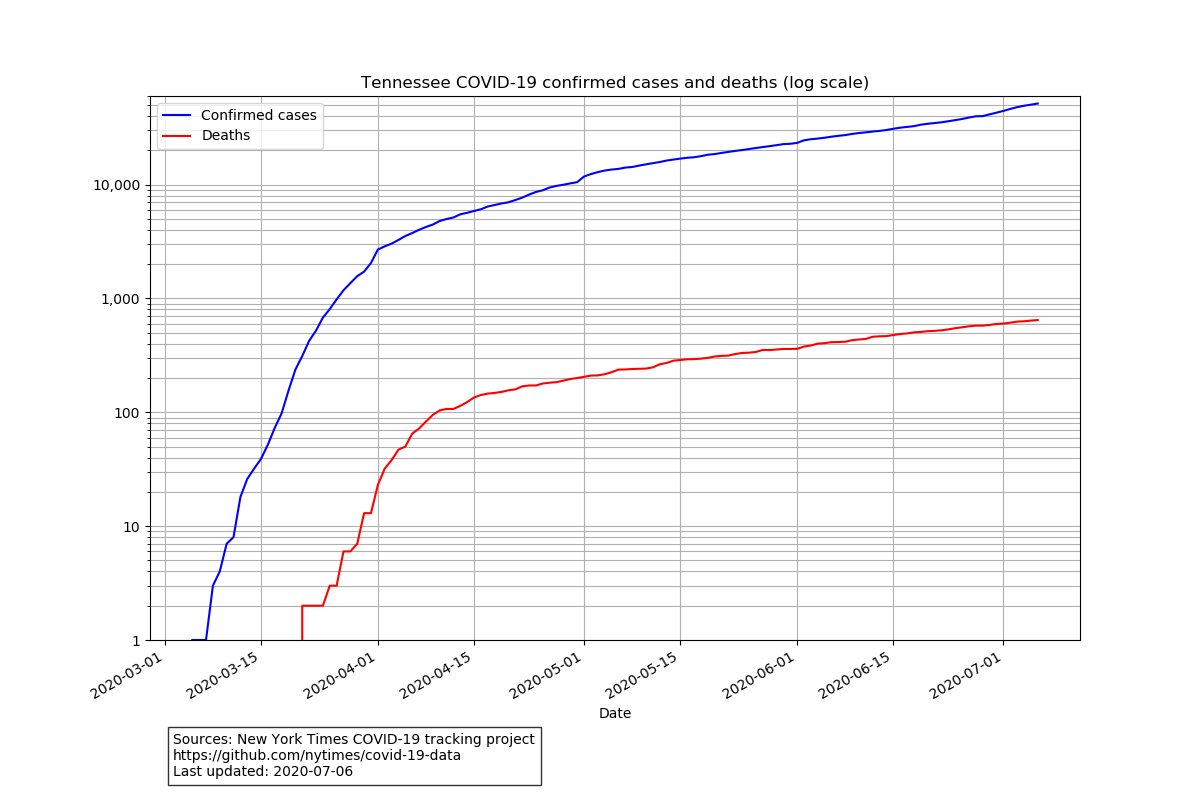 Tennessee COVID-19 confirmed cases and deaths (log scale)
Confirmed cases
Deaths
10,000
1,000
100
10
1
2020-03-01
2020-03-15
2020-04-01
2020-04-15
2020-05-01
2020-05-15
2020-06-01
2020-06-15
2020-07-01
Date
Sources: New York Times COVID-19 tracking project
https://github.com/nytimes/covid-19-data
Last updated: 2020-07-06